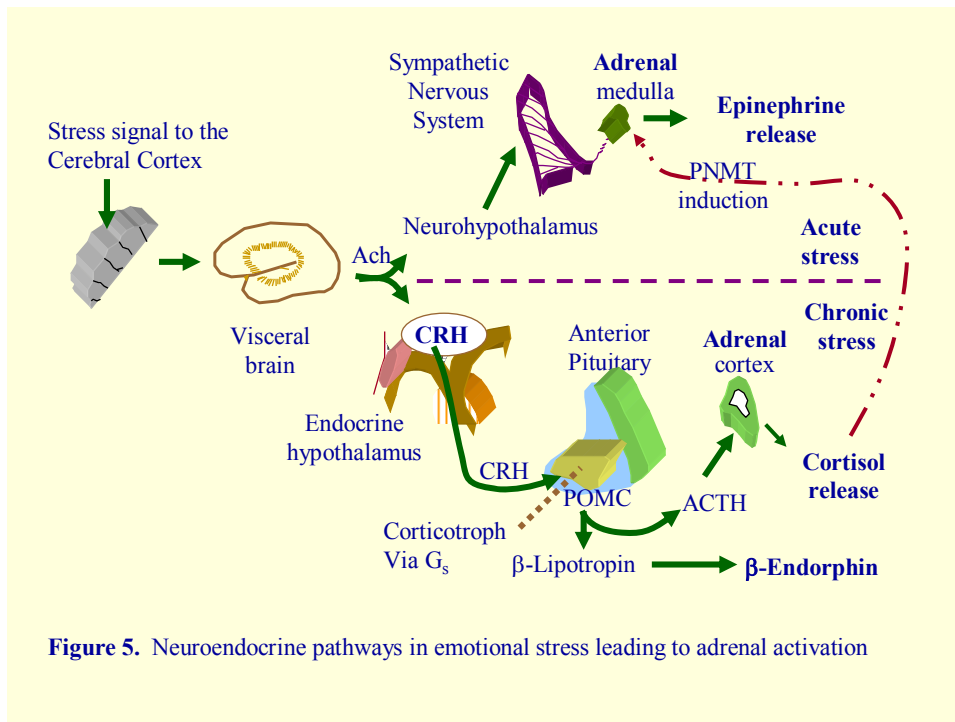 Sympathetic
Nervous
System
Adrenal
medulla
Epinephrine
release
Stress signal to the
Cerebral Cortex
PNMT
induction
Neurohypothalamus
Acute
stress
Ach
Chronic
stress
Visceral
brain
CRH
Anterior
Pituitary
Adrenal
cortex
Endocrine
hypothalamus
CRH
POMC
ACTH
Cortisol
release
Corticotroph
Via Gs
β-Lipotropin
β-Endorphin
Figure 5. Neuroendocrine pathways in emotional stress leading to adrenal activation